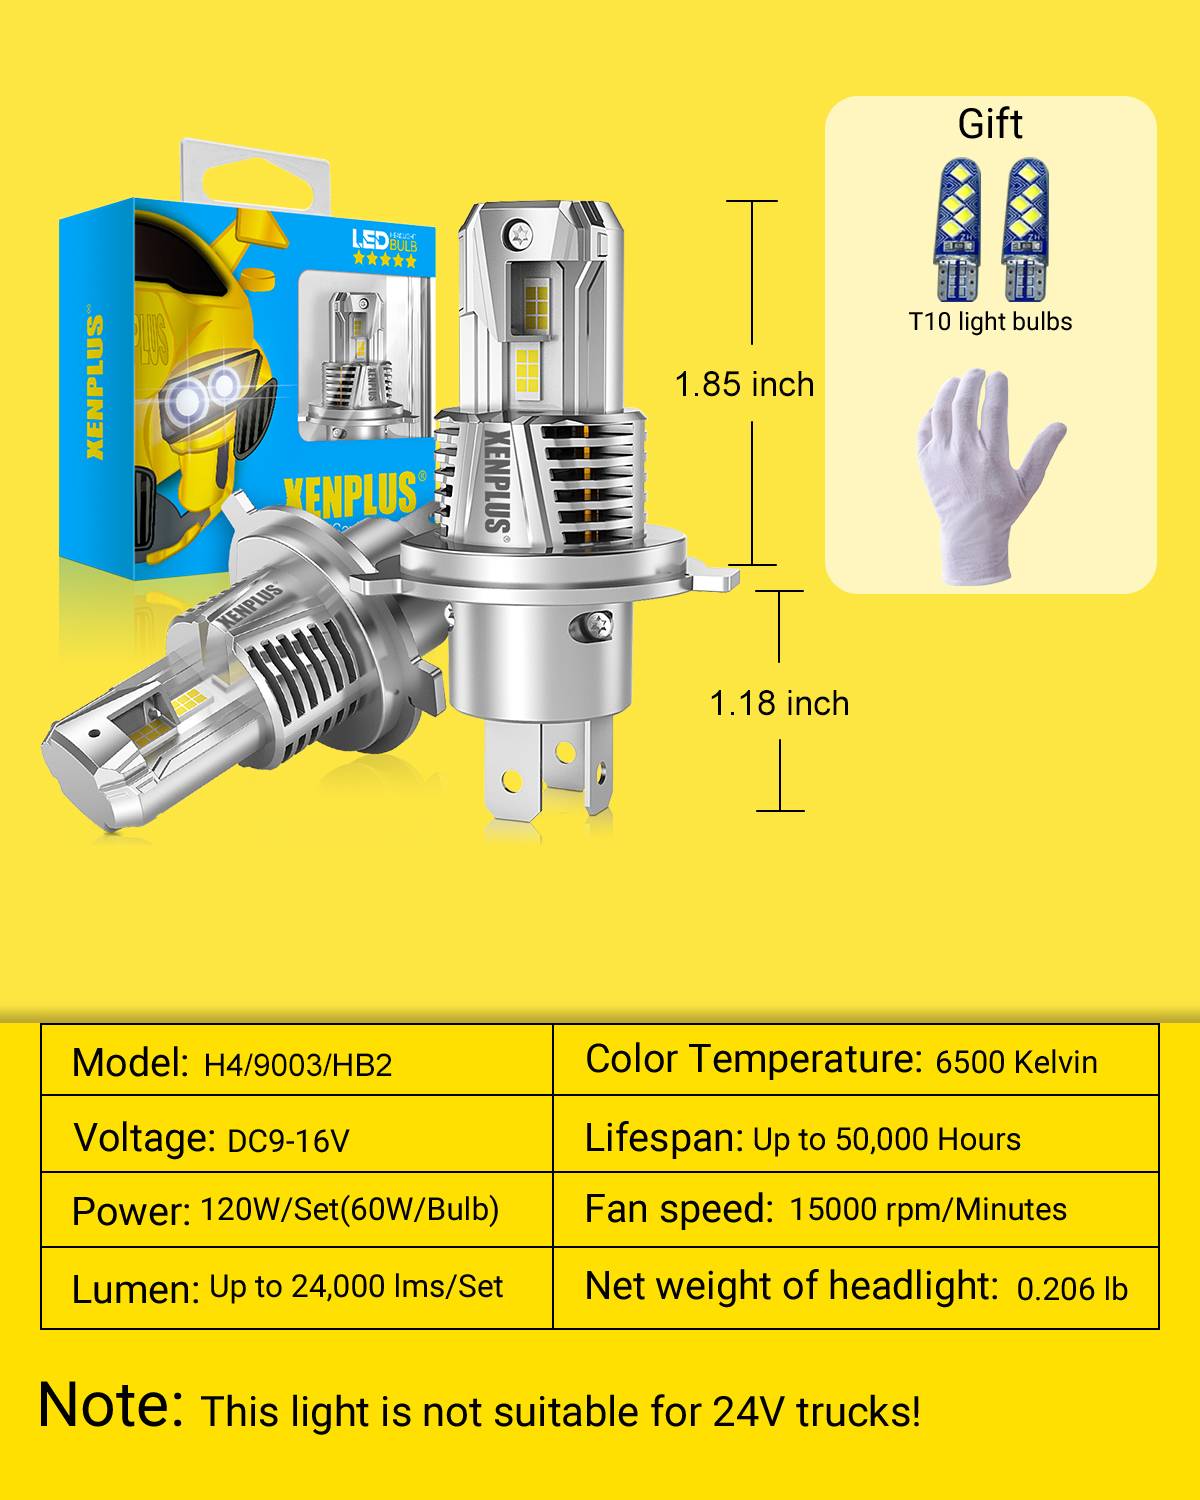 Gift
T10 light bulbs
LED HEADLIGHT
BULB
XENPLUS
PLUS
XENPLUS
XENPLUS®
XENPLUS®
XENPLUS
1.85 inch
1.18 inch
Model: H4/9003/HB2
Color Temperature: 6500 Kelvin
Voltage: DC9-16V
Lifespan: Up to 50,000 Hours
Power: 120W/Set(60W/Bulb)
Fan speed: 15000 rpm/Minutes
Lumen: Up to 24,000 lms/Set
Net weight of headlight: 0.206 lb
Note: This light is not suitable for 24V trucks!